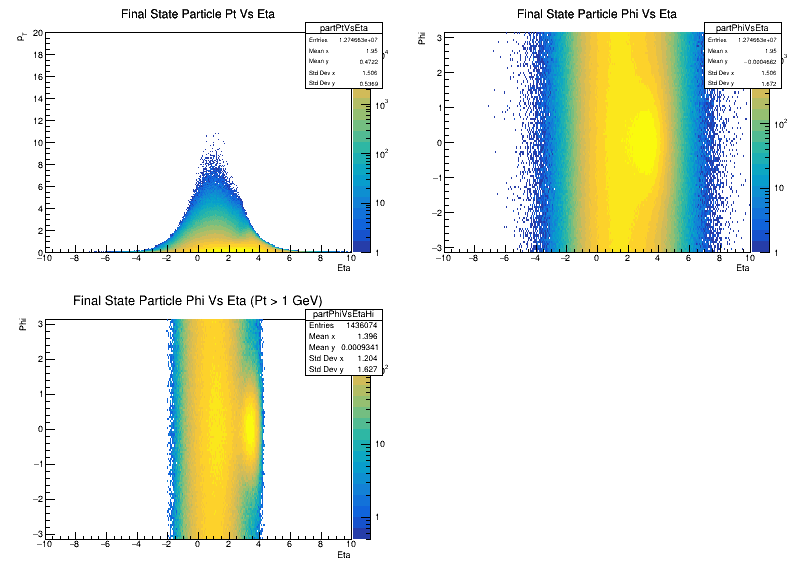 Final State Particle Pt Vs Eta
partPtVsEta
Entries 1.274683e+07
Mean x 1.95
Mean y 0.4722
Std Dev x 1.506
Std Dev y 0.5369
P_T
20
18
16
14
12
10
8
6
4
2
0
−10 −8 −6 −4 −2 0 2 4 6 8 10
Eta
10^4
10^3
10^2
10
1
Final State Particle Phi Vs Eta
partPhiVsEta
Entries 1.274683e+07
Mean x 1.95
Mean y −0.0004662
Std Dev x 1.506
Std Dev y 1.672
Phi
3
2
1
0
−1
−2
−3
−10 −8 −6 −4 −2 0 2 4 6 8 10
Eta
10^2
10
1
Final State Particle Phi Vs Eta (Pt > 1 GeV)
partPhiVsEtaHi
Entries 1436074
Mean x 1.396
Mean y 0.0009341
Std Dev x 1.204
Std Dev y 1.627
Phi
3
2
1
0
−1
−2
−3
−10 −8 −6 −4 −2 0 2 4 6 8 10
Eta
10
1